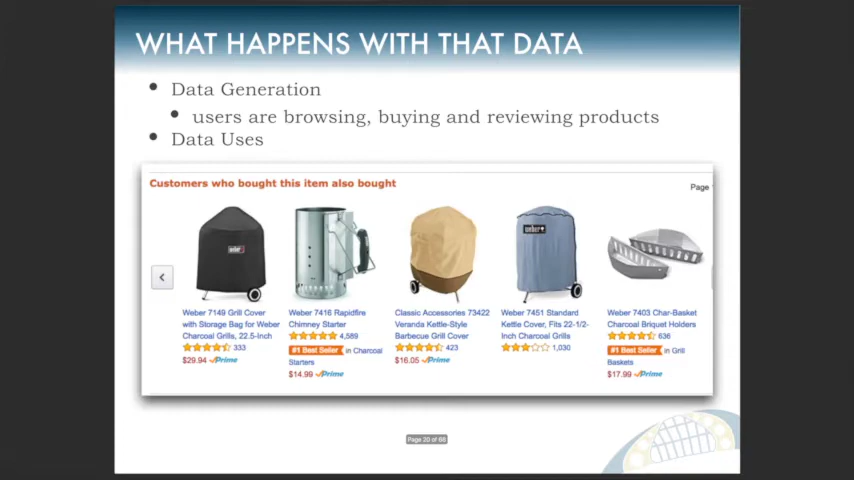 WHAT HAPPENS WITH THAT DATA
• Data Generation
• users are browsing, buying and reviewing products
• Data Uses
Customers who bought this item also bought
Page
weber
weber
Weber 7149 Grill Cover
with Storage Bag for Weber
Charcoal Grills, 22.5-Inch
333
$29.94 Prime
Weber 7416 Rapidfire
Chimney Starter
4,589
#1 Best Seller in Charcoal
Starters
$14.99 Prime
Classic Accessories 73422
Veranda Kettle-Style
Barbecue Grill Cover
423
$16.05 Prime
Weber 7451 Standard
Kettle Cover, Fits 22-1/2-
Inch Charcoal Grills
1,030
Weber 7403 Char-Basket
Charcoal Briquet Holders
636
#1 Best Seller in Grill
Baskets
$17.99 Prime
Page 20 of 68